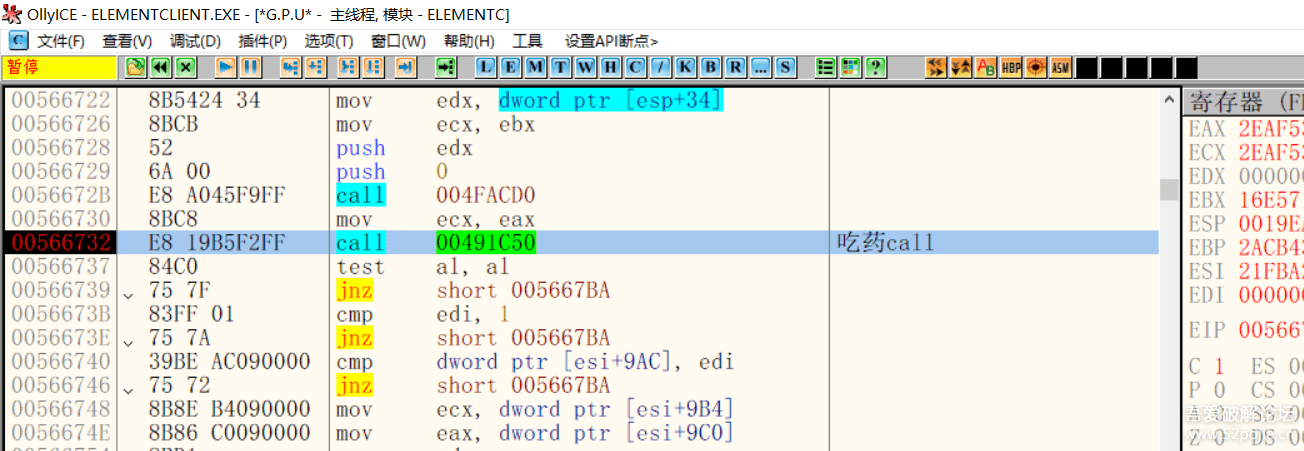 OllyICE - ELEMENTCLIENT.EXE - [*G.P.U* - 主线程, 模块 - ELEMENTC]
C 文件(F) 查看(V) 调试(D) 插件(P) 选项(T) 窗口(W) 帮助(H) 工具 设置API断点>
暂停 L E M T W H C / K B R ... S ? AB HBP ASM
00566722 8B5424 34 mov edx, dword ptr [esp+34] 寄存器 (F
00566726 8BCB mov ecx, ebx EAX 2EAF5
00566728 52 push edx ECX 2EAF5
00566729 6A 00 push 0 EDX 00000
0056672B E8 A045F9FF call 004FACD0 EBX 16E57
00566730 8BC8 mov ecx, eax ESP 0019E
00566732 E8 19B5F2FF call 00491C50 吃药call EBP 2ACB4
00566737 84C0 test al, al ESI 21FBA
00566739 75 7F jnz short 005667BA EDI 00000
0056673B 83FF 01 cmp edi, 1
0056673E 75 7A jnz short 005667BA EIP 00566
00566740 39BE AC090000 cmp dword ptr [esi+9AC], edi C 1 ES 00
00566746 75 72 jnz short 005667BA P 0 CS 00
00566748 8B8E B4090000 mov ecx, dword ptr [esi+9B4]
0056674E 8B86 C0090000 mov eax, dword ptr [esi+9C0] Z 0 DS 00
吾爱破解论坛
www.52pojie.cn